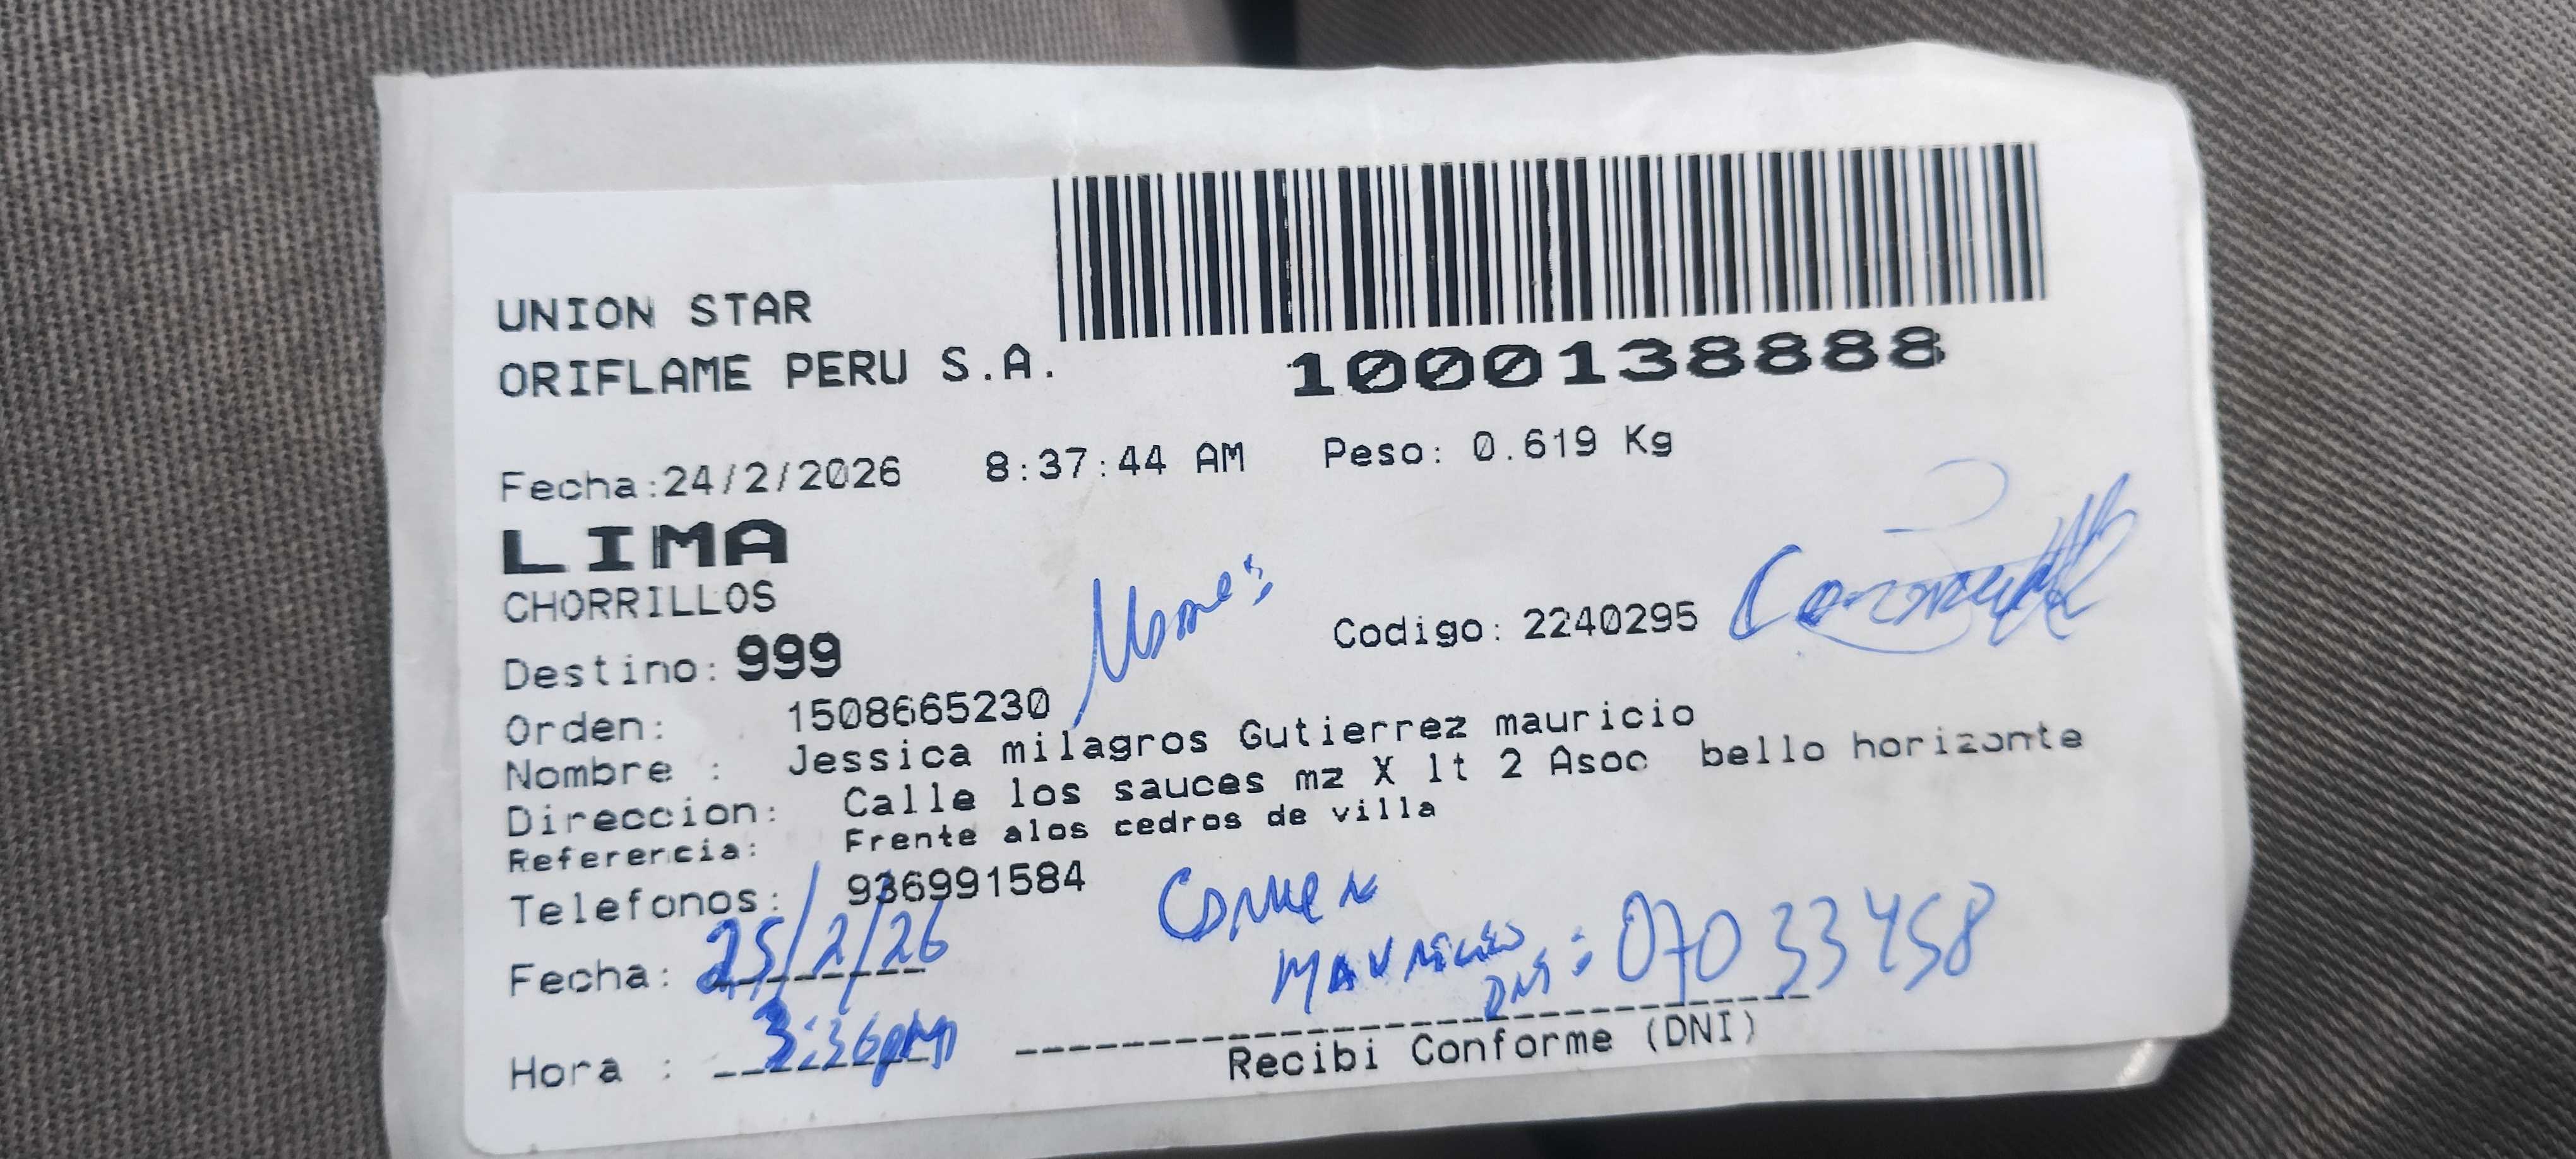 UNION STAR
ORIFLAME PERU S.A.
1000138888
Fecha:24/2/2026 8:37:44 AM Peso: 0.619 Kg
LIMA
CHORRILLOS
Destino: 999 Codigo: 2240295
Orden: 1508665230
Nombre : Jessica milagros Gutierrez mauricio
Direccion: Calle los sauces mz X lt 2 Asoc bello horizonte
Referencia: Frente alos cedros de villa
Telefonos: 936991584
Fecha: 25/2/26
MAURICIO
DNI: 07033458
Hora : 3:36pm
Recibi Conforme (DNI)